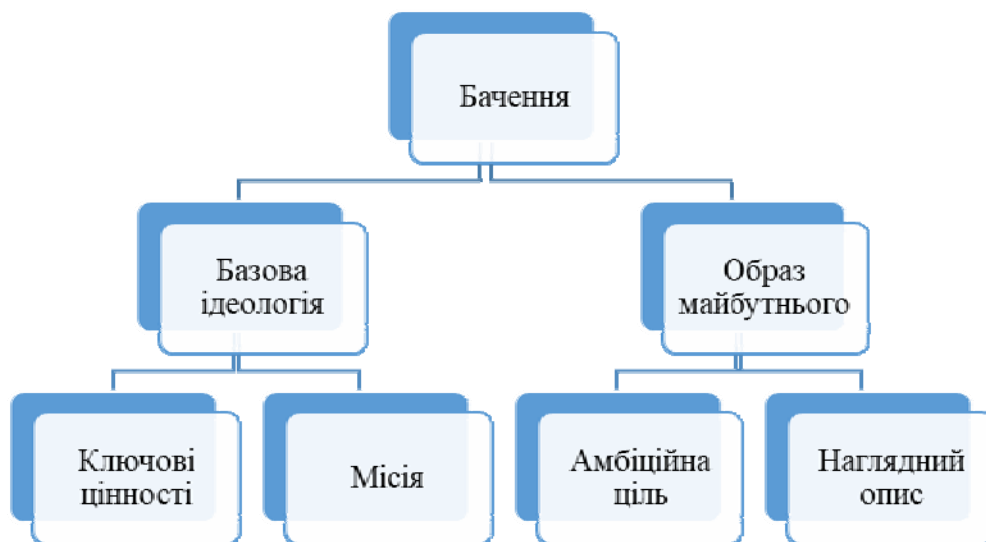 Бачення
Базова
ідеологія
Образ
майбутнього
Ключові
цінності
Місія
Амбіційна
ціль
Наглядний
опис